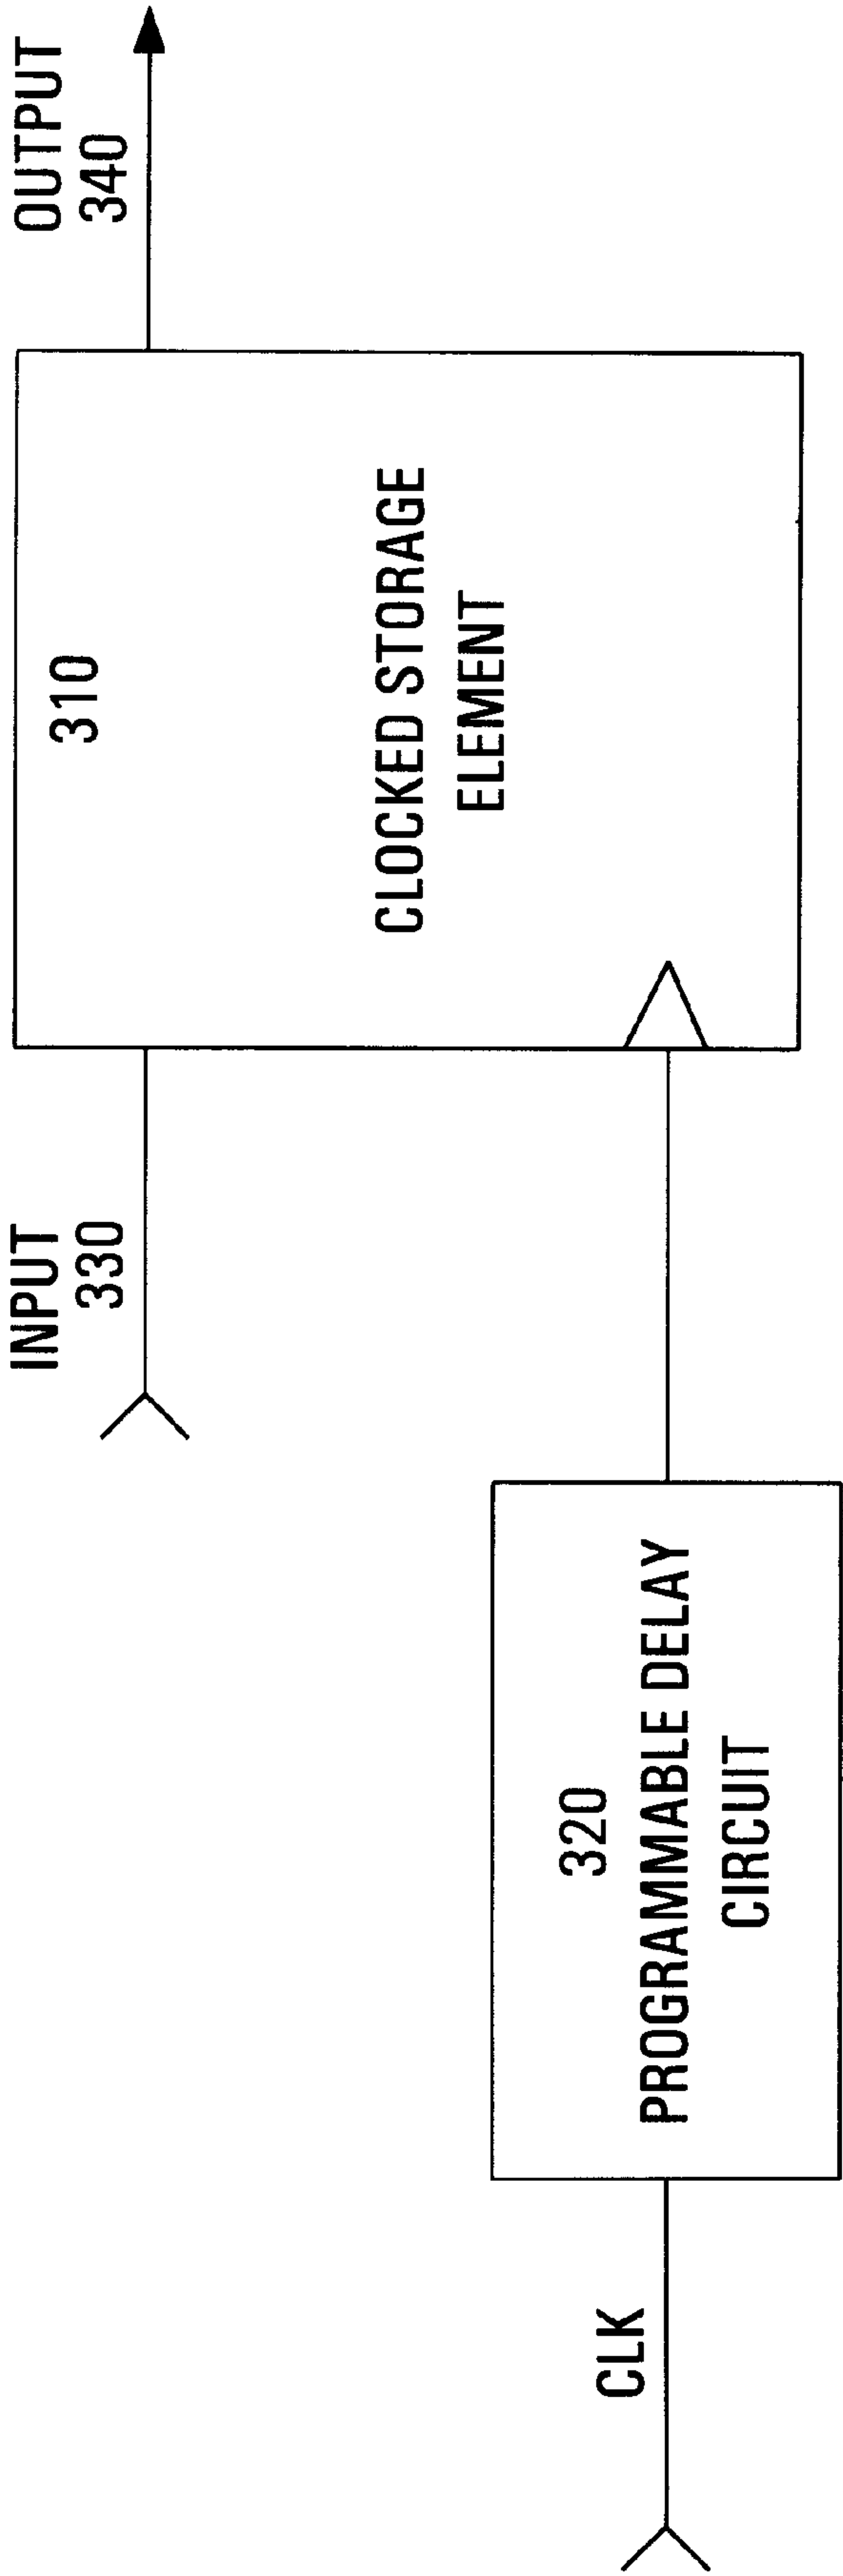 INPUT
330
310
CLOCKED STORAGE
ELEMENT
OUTPUT
340
CLK
320
PROGRAMMABLE DELAY
CIRCUIT